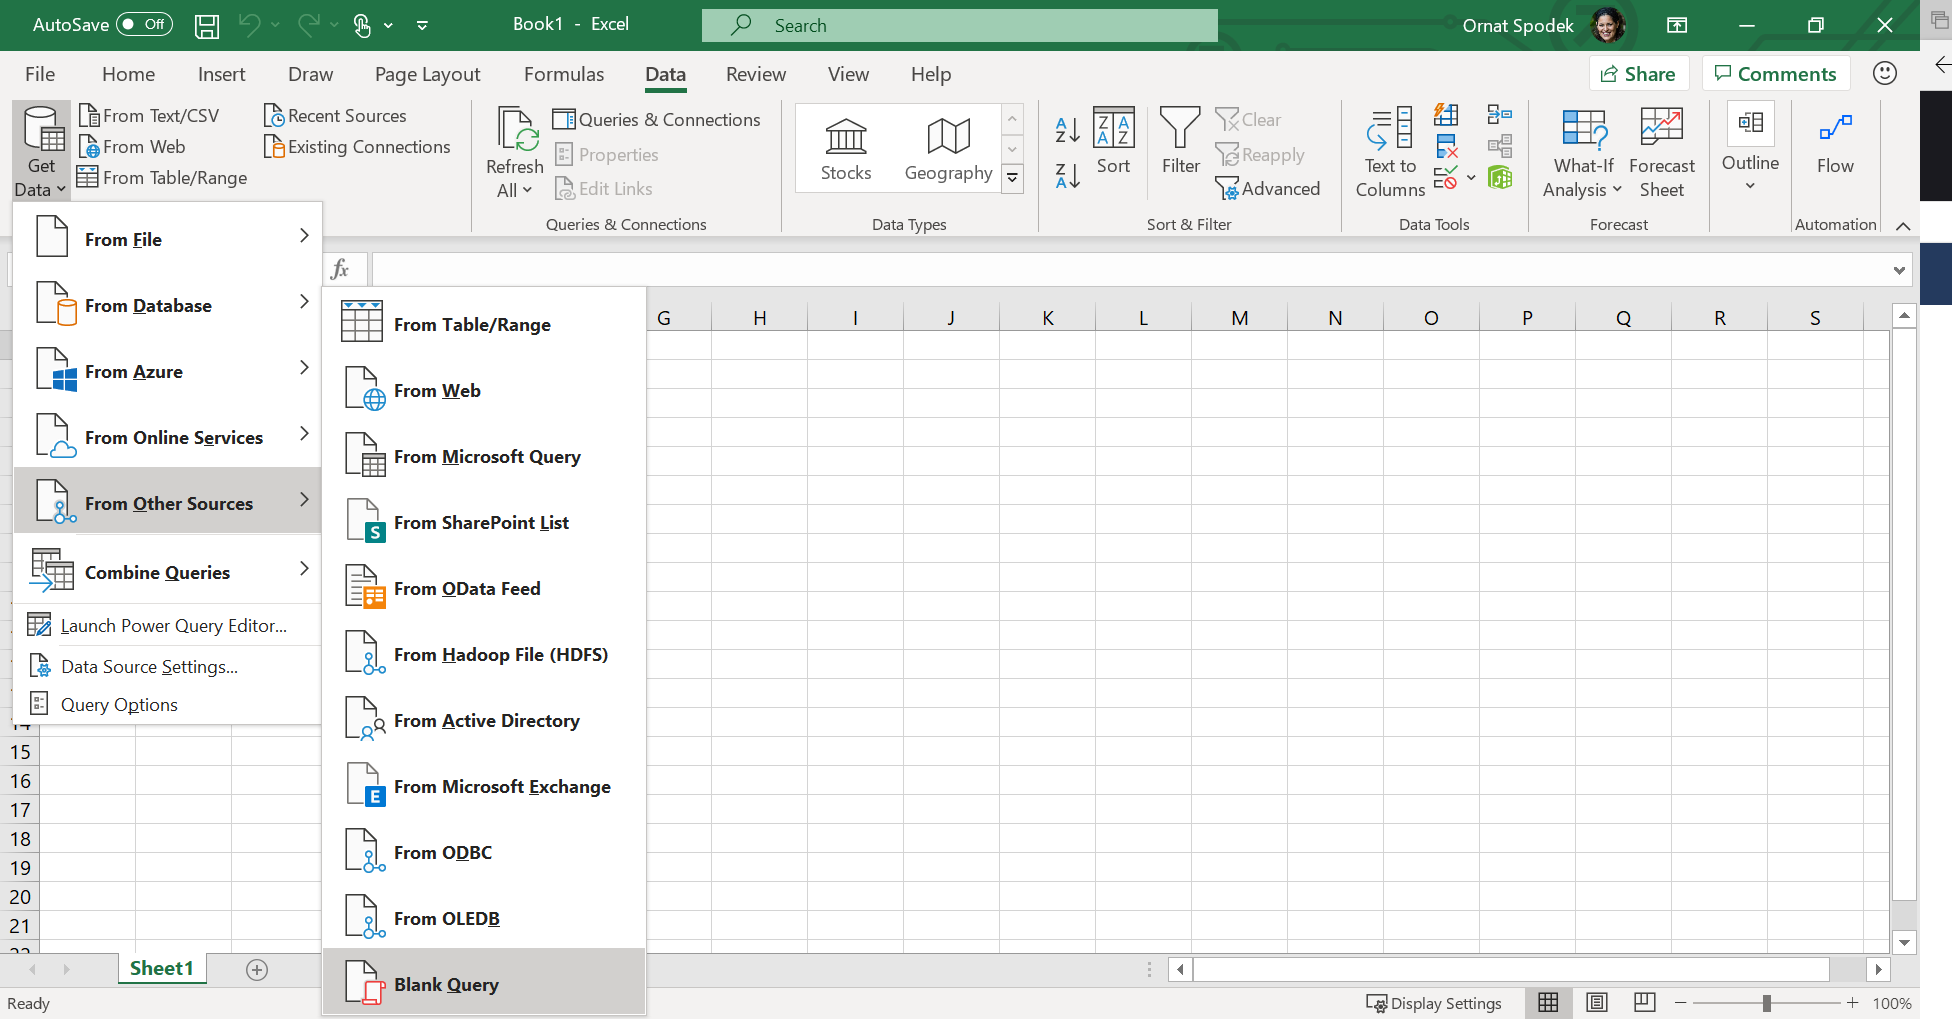 AutoSave Off
Book1 - Excel
Search
Ornat Spodek
File Home Insert Draw Page Layout Formulas Data Review View Help
Share Comments
Get Data
From Text/CSV
From Web
From Table/Range
Recent Sources
Existing Connections
Refresh All
Queries & Connections
Properties
Edit Links
Queries & Connections
Stocks
Geography
Data Types
Sort
Filter
Clear
Reapply
Advanced
Sort & Filter
Text to Columns
Data Tools
What-If Analysis
Forecast Sheet
Forecast
Outline
Flow
Automation
From File
From Database
From Azure
From Online Services
From Other Sources
Combine Queries
Launch Power Query Editor...
Data Source Settings...
Query Options
fx
From Table/Range
From Web
From Microsoft Query
From SharePoint List
From OData Feed
From Hadoop File (HDFS)
From Active Directory
From Microsoft Exchange
From ODBC
From OLEDB
Blank Query
G H I J K L M N O P Q R S
15
16
17
18
19
20
21
Sheet1
Ready
Display Settings
100%